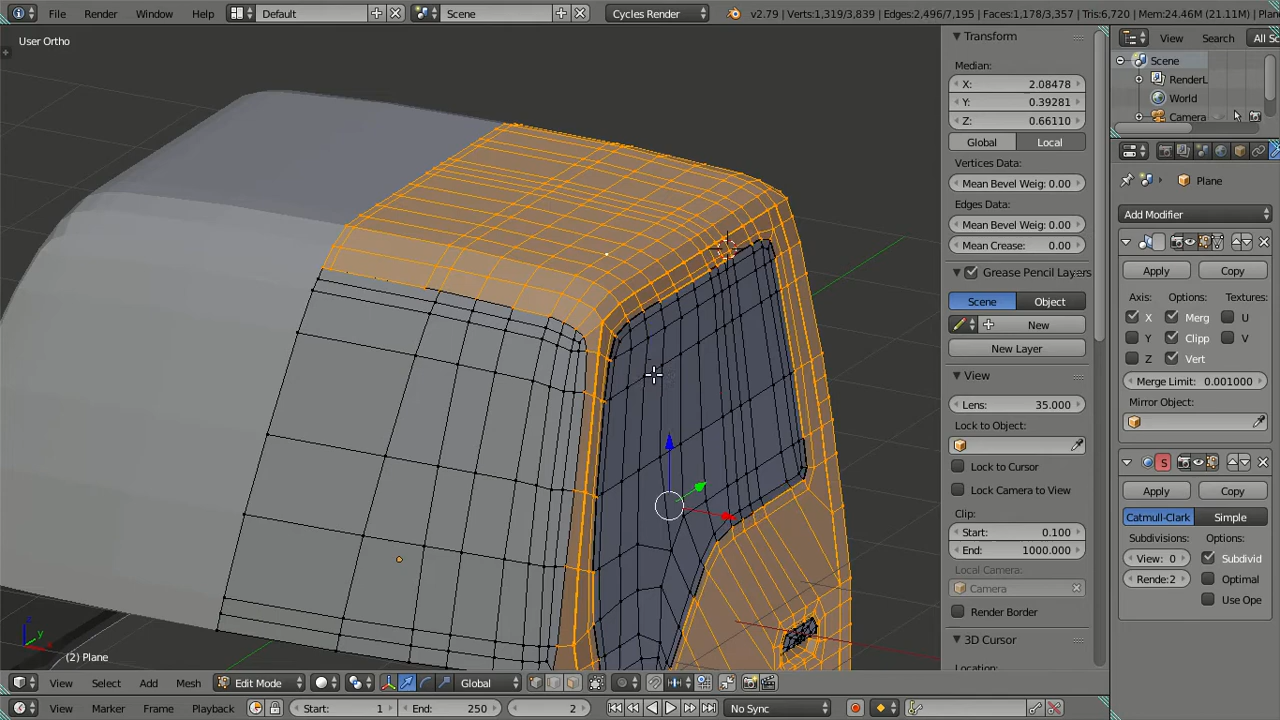 File Render Window Help Default Scene Cycles Render v2.79 | Verts:1,319/3,839 | Edges:2,496/7,195 | Faces:1,178/3,357 | Tris:6,720 | Mem:24.46M (21.11M) | Plan
User Ortho
Transform
Median:
X: 2.08478
Y: 0.39281
Z: 0.66110
Global Local
Vertices Data:
Mean Bevel Weig: 0.00
Edges Data:
Mean Bevel Weig: 0.00
Mean Crease: 0.00
Grease Pencil Layers
Scene Object
New
New Layer
View
Lens: 35.000
Lock to Object:
Lock to Cursor
Lock Camera to View
Clip:
Start: 0.100
End: 1000.000
Local Camera:
Camera
Render Border
3D Cursor
Location:
View Search All Sc
Scene
RenderL
World
Camera
Plane
Add Modifier
Apply Copy
Axis: Options: Textures:
X Merg U
Y Clipp V
Z Vert
Merge Limit: 0.001000
Mirror Object:
S
Apply Copy
Catmull-Clark Simple
Subdivisions: Options:
View: 0 Subdivid
Rende:2 Optimal
Use Ope
z y x
(2) Plane
View Select Add Mesh Edit Mode Global
View Marker Frame Playback Start: 1 End: 250 2 No Sync